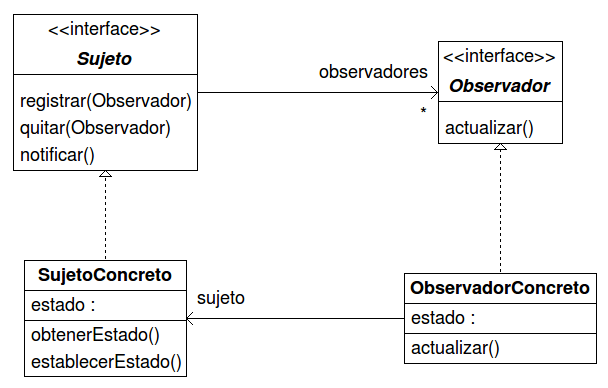 <<interface>>
Sujeto
registrar(Observador)
quitar(Observador)
notificar()
observadores
*
<<interface>>
Observador
actualizar()
SujetoConcreto
estado :
obtenerEstado()
establecerEstado()
sujeto
ObservadorConcreto
estado :
actualizar()